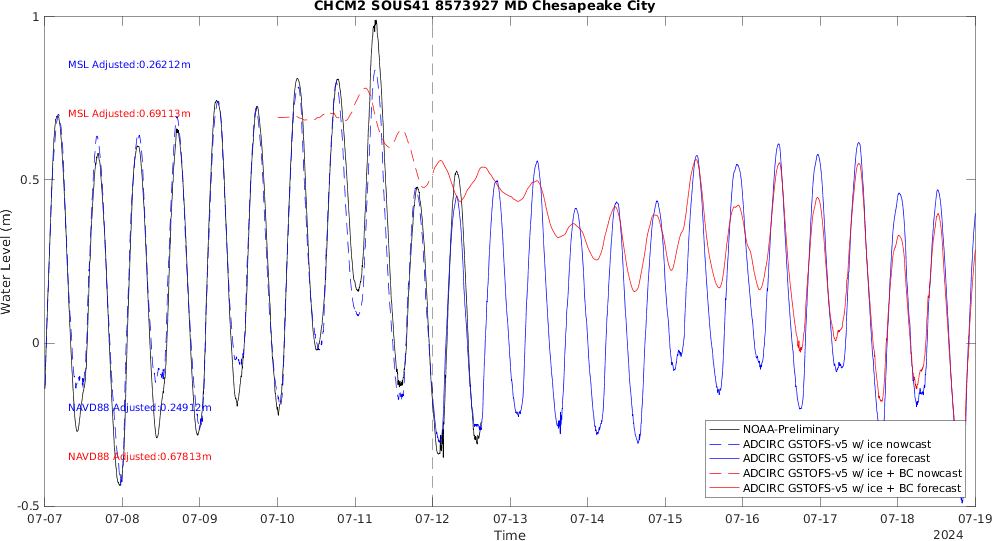 CHCM2 SOUS41 8573927 MD Chesapeake City
Water Level (m)
1
0.5
0
-0.5
MSL Adjusted:0.26212m
MSL Adjusted:0.69113m
NAVD88 Adjusted:0.24912m
NAVD88 Adjusted:0.67813m
NOAA-Preliminary
ADCIRC GSTOFS-v5 w/ ice nowcast
ADCIRC GSTOFS-v5 w/ ice forecast
ADCIRC GSTOFS-v5 w/ ice + BC nowcast
ADCIRC GSTOFS-v5 w/ ice + BC forecast
07-07 07-08 07-09 07-10 07-11 07-12 07-13 07-14 07-15 07-16 07-17 07-18 07-19
Time
2024